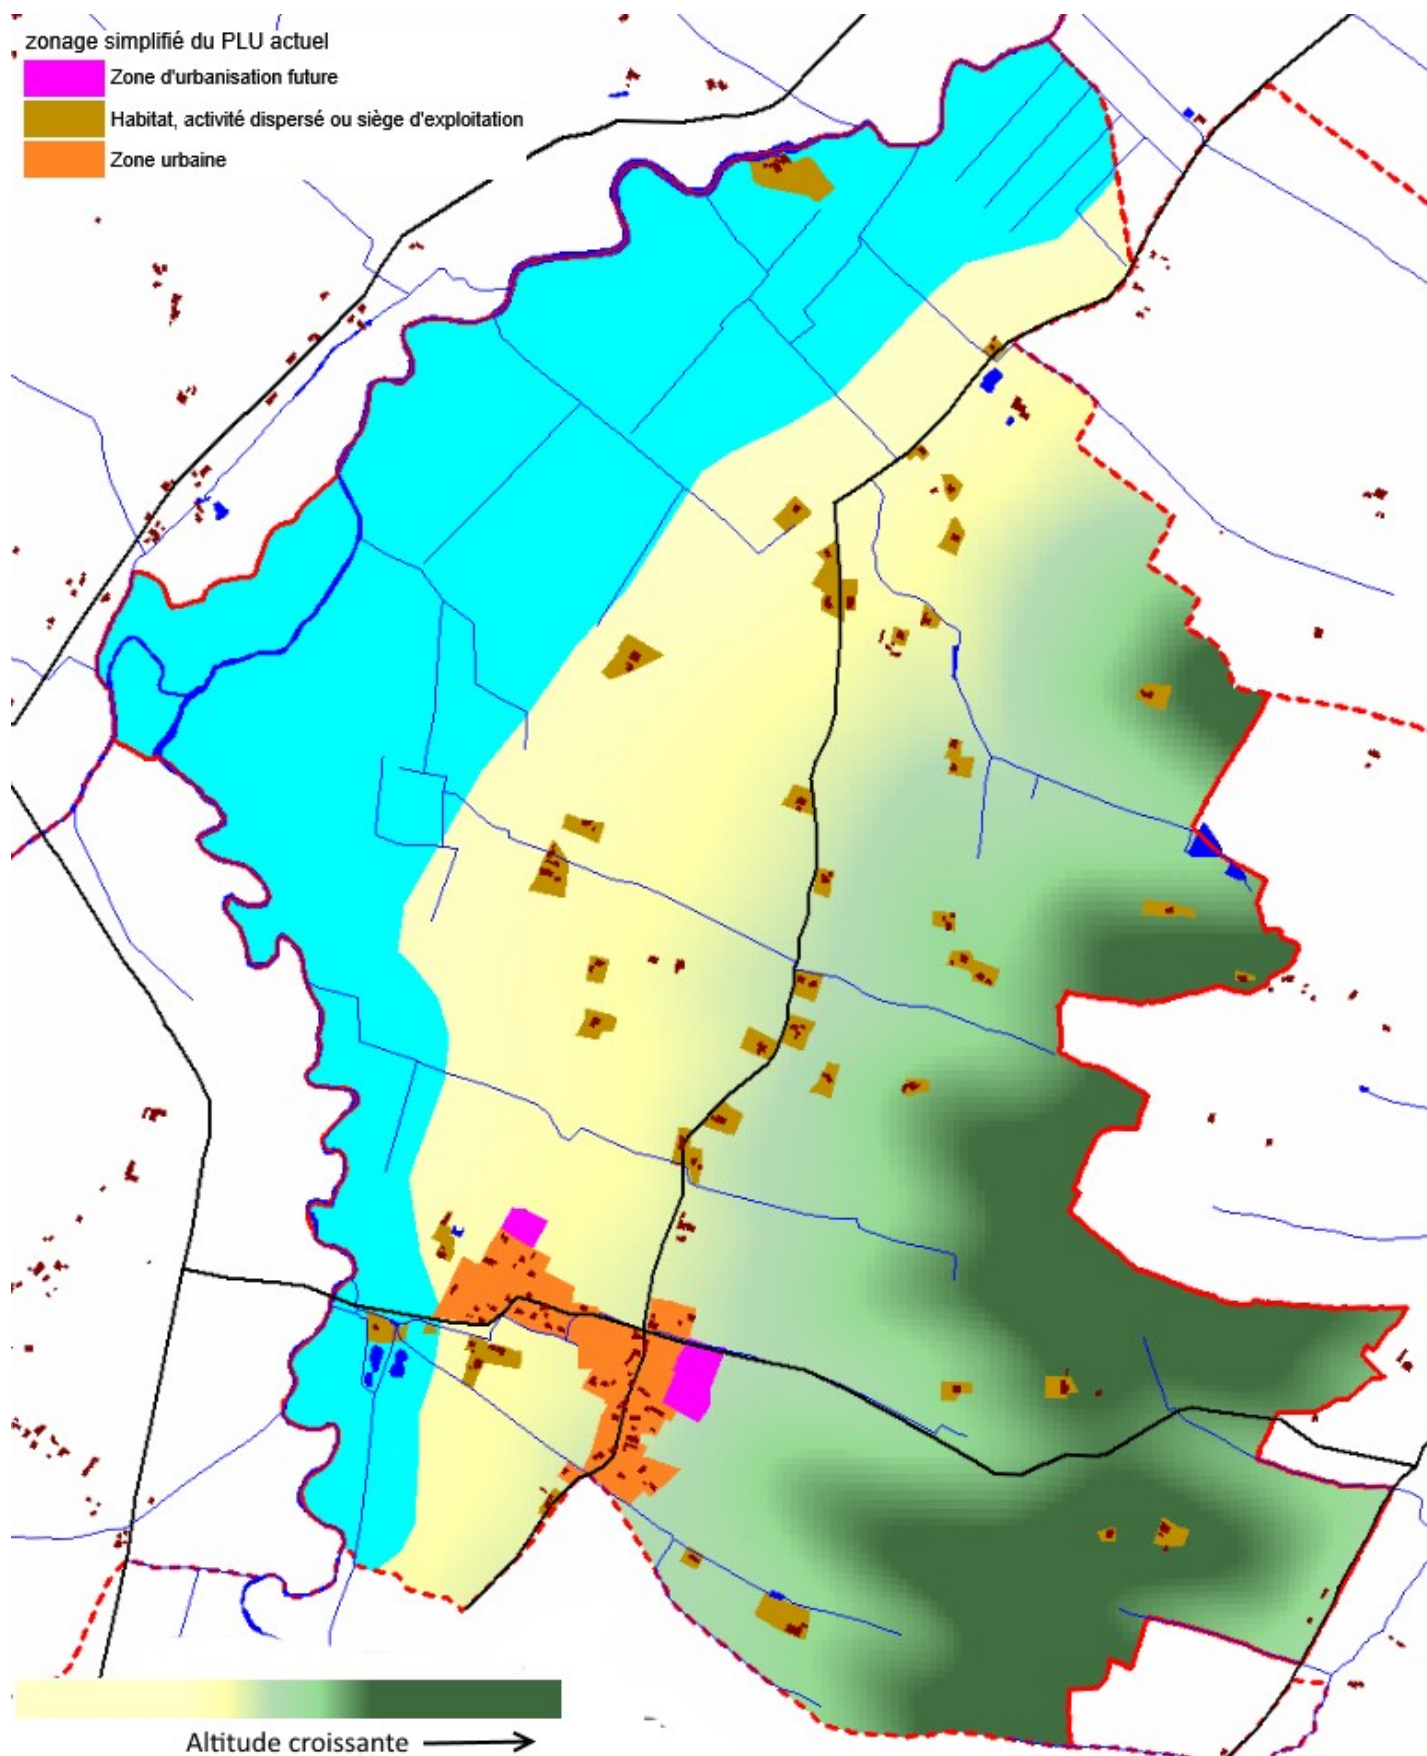 zonage simplifié du PLU actuel
Zone d'urbanisation future
Habitat, activité dispersé ou siège d'exploitation
Zone urbaine
Altitude croissante